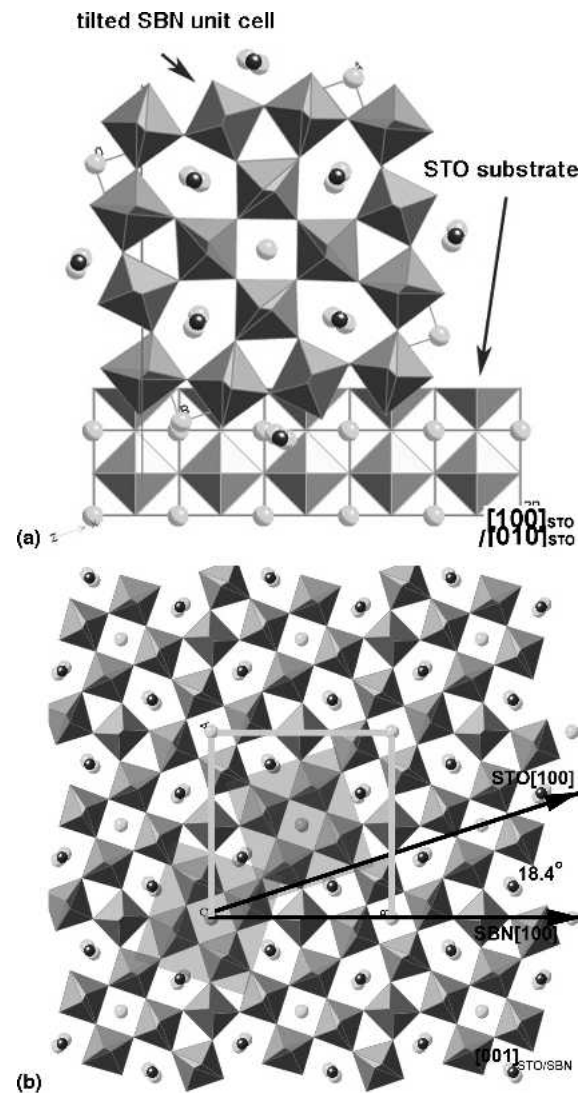 tilted SBN unit cell
STO substrate
B
Z
[100]STO
/[010]STO
(a)
A
STO[100]
18.4°
C
SBN[100]
[001]STO/SBN
(b)